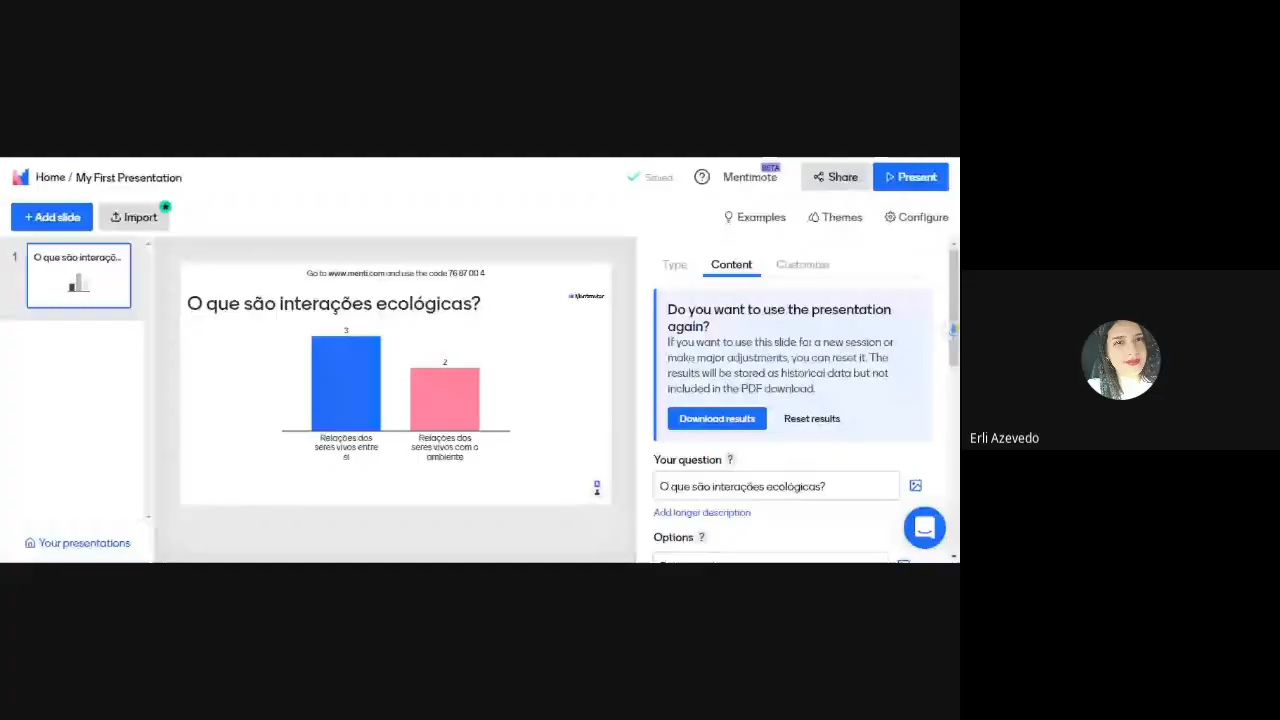 Home / My First Presentation
Saved
Mentimote
BETA
Share
Present
+ Add slide
Import
Examples
Themes
Configure
1
O que são interaçõ...
Your presentations
Go to www.menti.com and use the code 76 87 00 4
O que são interações ecológicas?
Mentimeter
3
2
Relações dos
seres vivos entre
si
Relações dos
seres vivos com o
ambiente
Type
Content
Customize
Do you want to use the presentation
again?
If you want to use this slide for a new session or
make major adjustments, you can reset it. The
results will be stored as historical data but not
included in the PDF download.
Download results
Reset results
Your question ?
O que são interações ecológicas?
Add longer description
Options ?
Erli Azevedo